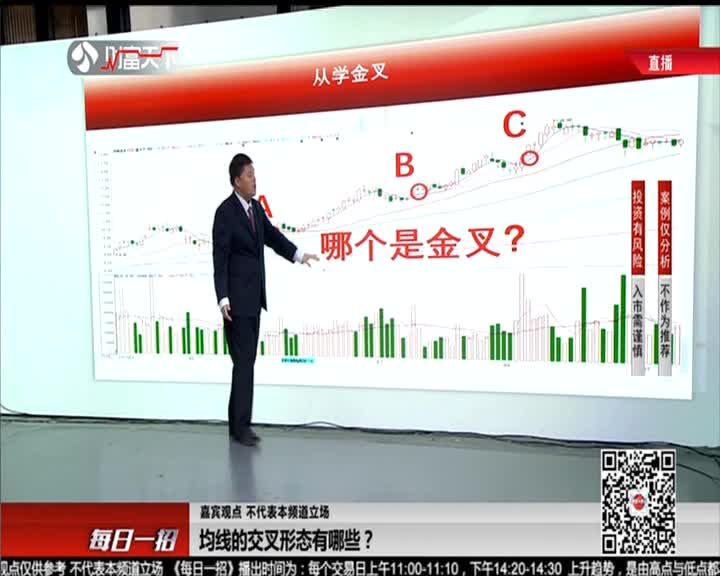 财富天下
从学金叉
直播
A
B
C
哪个是金叉?
投资有风险
入市需谨慎
案例仅分析
不作为推荐
嘉宾观点 不代表本频道立场
每日一招
均线的交叉形态有哪些?
观点仅供参考 不代表本频道立场 《每日一招》播出时间为:每个交易日上午11:00-11:10,下午14:20-14:30 上升趋势,是由高点与低点都